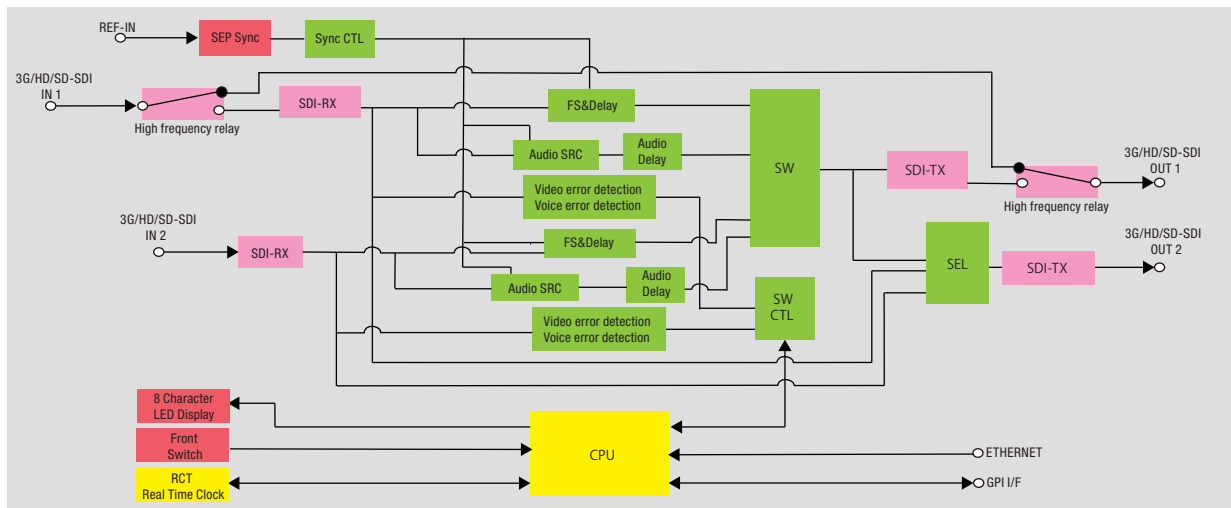 REF-IN
SEP Sync
Sync CTL
3G/HD/SD-SDI
IN 1
SDI-RX
High frequency relay
FS&Delay
Audio SRC
Audio
Delay
SW
SDI-TX
3G/HD/SD-SDI
OUT 1
High frequency relay
Video error detection
Voice error detection
3G/HD/SD-SDI
IN 2
SDI-RX
FS&Delay
Audio SRC
Audio
Delay
SEL
SDI-TX
3G/HD/SD-SDI
OUT 2
SW
CTL
Video error detection
Voice error detection
8 Character
LED Display
Front
Switch
RCT
Real Time Clock
CPU
ETHERNET
GPI I/F